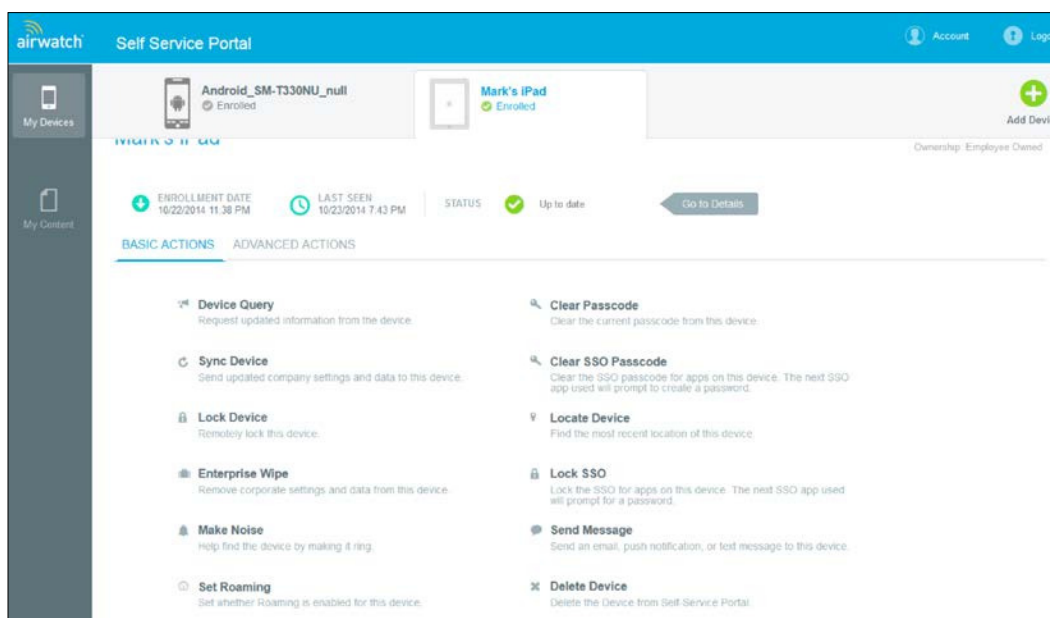 airwatch
Self Service Portal
Account
Logo
My Devices
Android_SM-T330NU_null
Enrolled
Mark's iPad
Enrolled
Add Devi
Mark's iPad
Ownership: Employee Owned
My Content
ENROLLMENT DATE
10/22/2014 11:38 PM
LAST SEEN
10/23/2014 7:43 PM
STATUS
Up to date
Go to Details
BASIC ACTIONS
ADVANCED ACTIONS
Device Query
Request updated information from the device.
Clear Passcode
Clear the current passcode from this device.
Sync Device
Send updated company settings and data to this device.
Clear SSO Passcode
Clear the SSO passcode for apps on this device. The next SSO
app used will prompt to create a password.
Lock Device
Remotely lock this device.
Locate Device
Find the most recent location of this device
Enterprise Wipe
Remove corporate settings and data from this device.
Lock SSO
Lock the SSO for apps on this device. The next SSO app used
will prompt for a password.
Make Noise
Help find the device by making it ring.
Send Message
Send an email, push notification, or text message to this device.
Set Roaming
Set whether Roaming is enabled for this device.
Delete Device
Delete the Device from Self-Service Portal